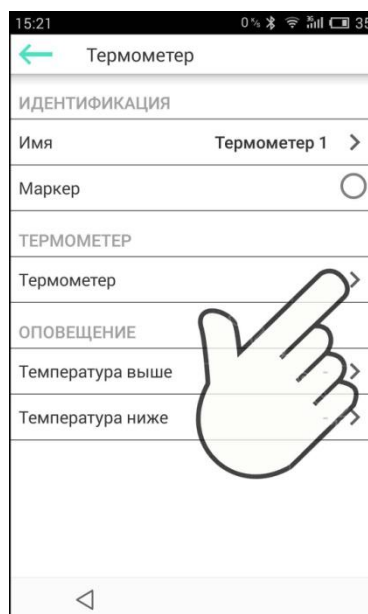 15:21 0 % 35
Термометер
ИДЕНТИФИКАЦИЯ
Имя Термометер 1
Маркер
ТЕРМОМЕТЕР
Термометер
ОПОВЕЩЕНИЕ
Температура выше -
Температура ниже -